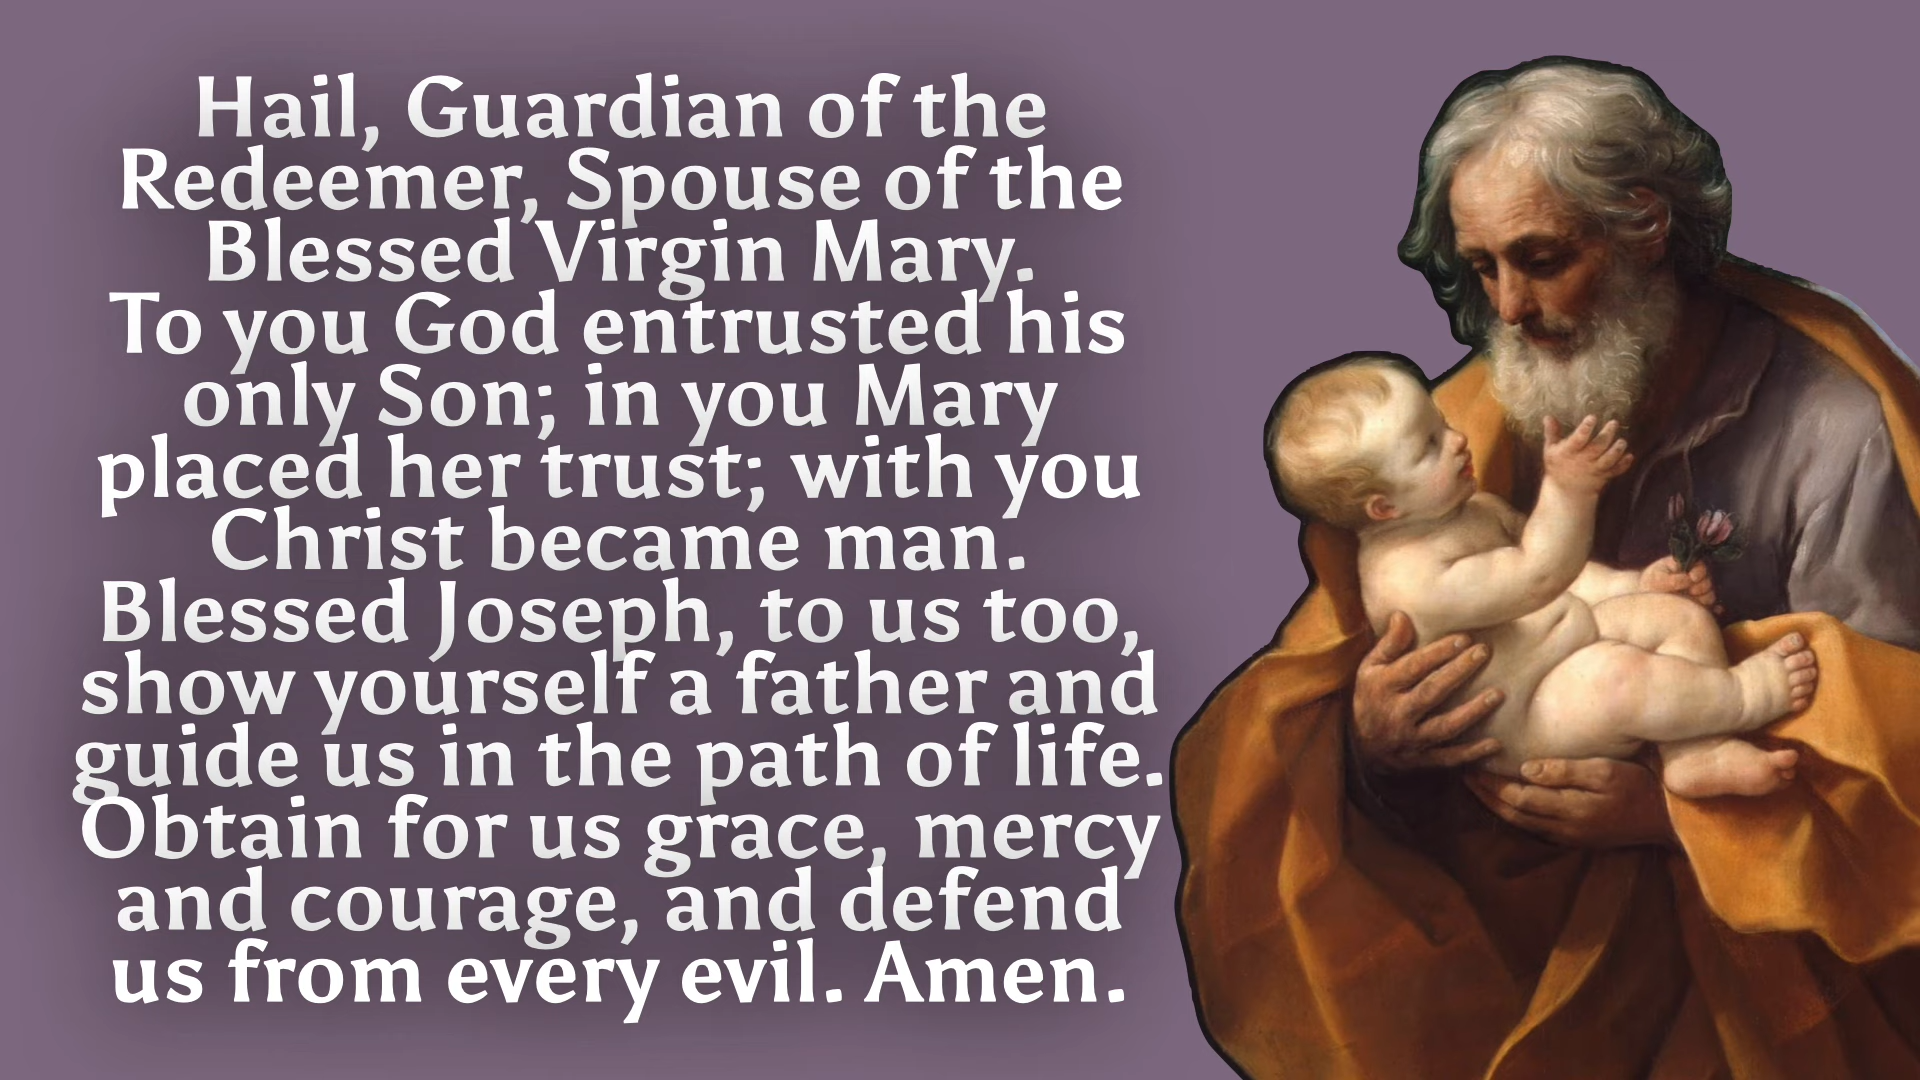 Hail, Guardian of the
Redeemer, Spouse of the
Blessed Virgin Mary.
To you God entrusted his
only Son; in you Mary
placed her trust; with you
Christ became man.
Blessed Joseph, to us too,
show yourself a father and
guide us in the path of life.
Obtain for us grace, mercy
and courage, and defend
us from every evil. Amen.